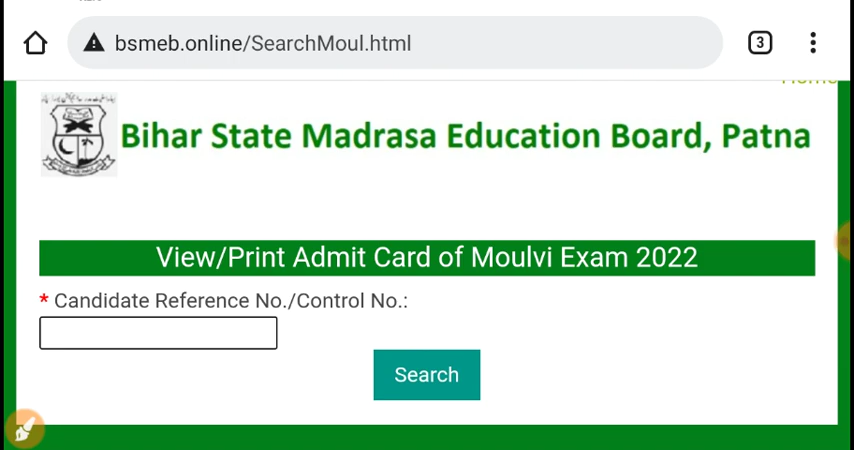 bsmeb.online/SearchMoul.html
3
Bihar State Madrasa Education Board, Patna
View/Print Admit Card of Moulvi Exam 2022
* Candidate Reference No./Control No.:
Search